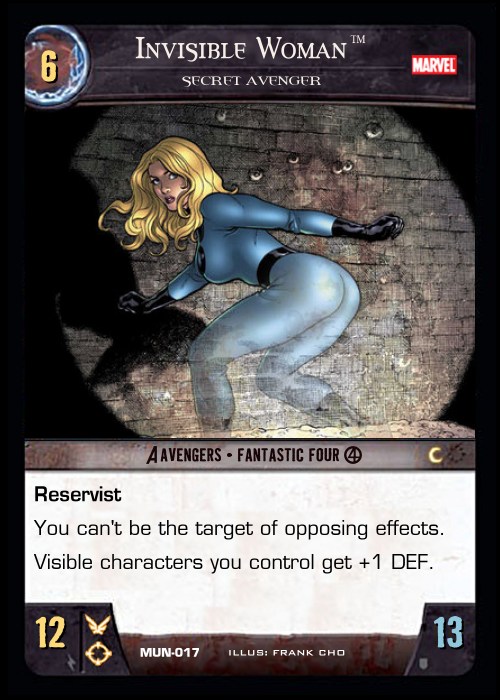 6
INVISIBLE WOMAN™
SECRET AVENGER
MARVEL
AVENGERS • FANTASTIC FOUR 4
Reservist
You can't be the target of opposing effects.
Visible characters you control get +1 DEF.
12
MUN-017 ILLUS: FRANK CHO
13